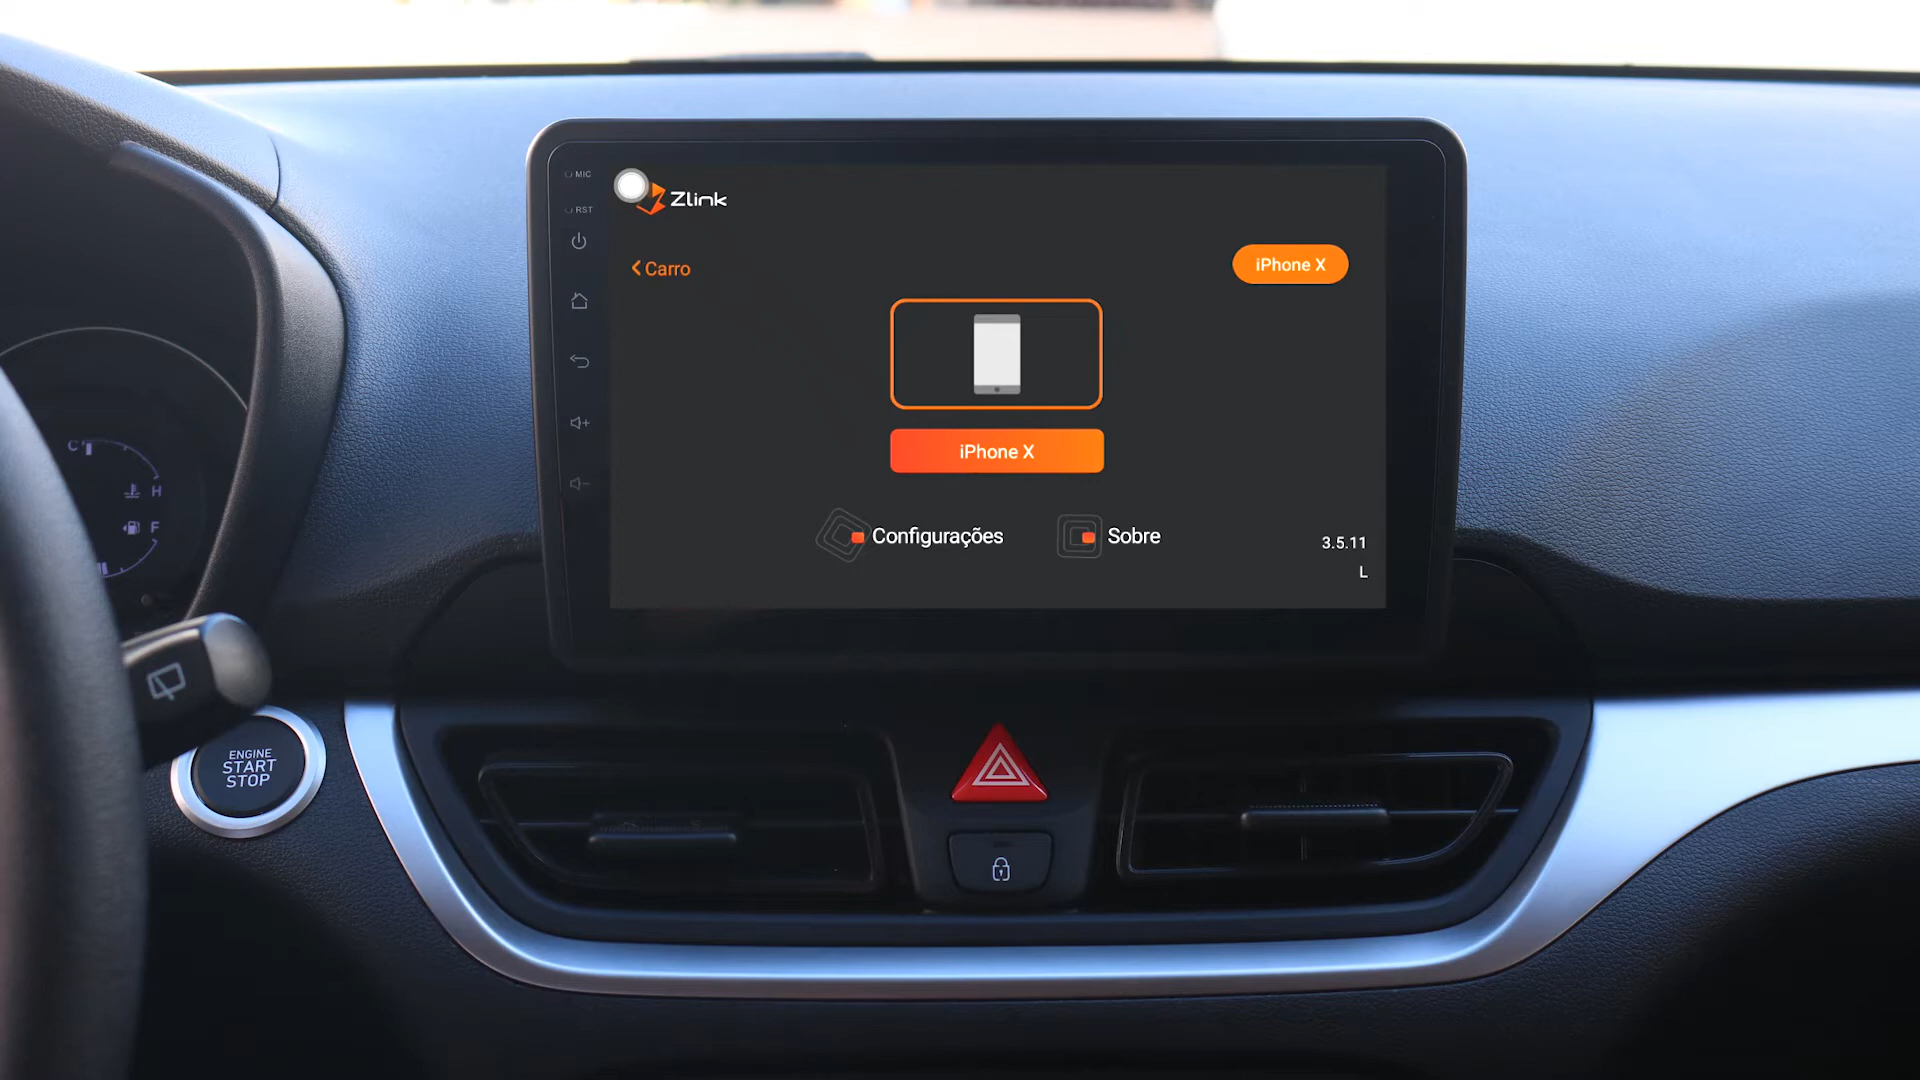 MIC
Zlink
RST
Carro
iPhone X
iPhone X
Configurações
Sobre
3.5.11
L
C
H
F
ENGINE
START
STOP